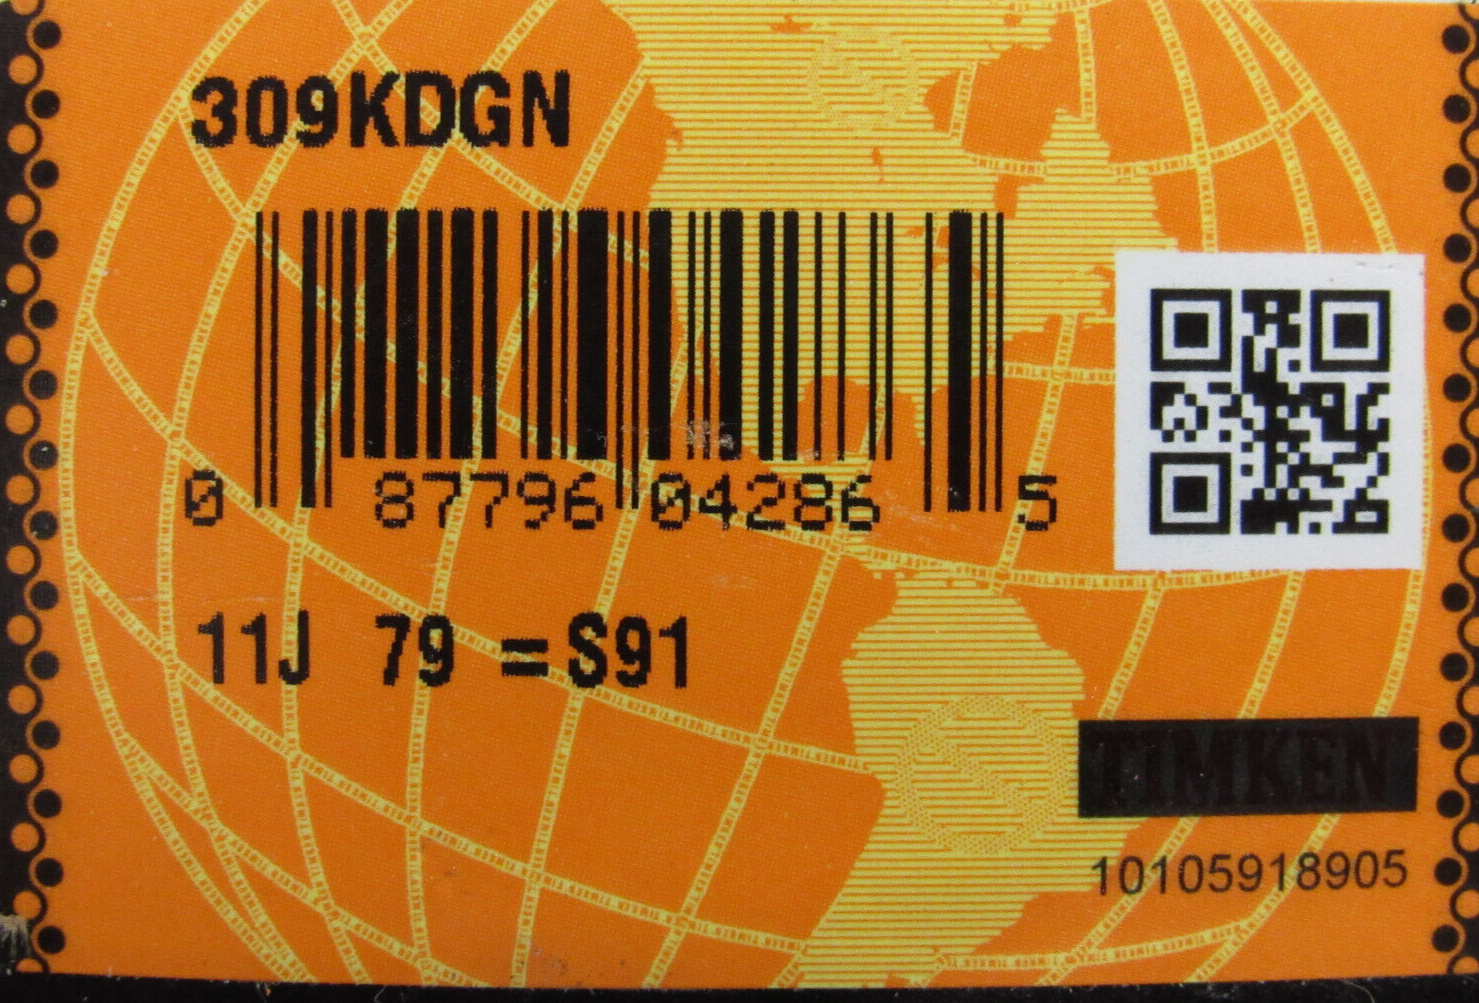 309KDGN
0 87796 04286 5
11J 79 =S91
TIMKEN
10105918905